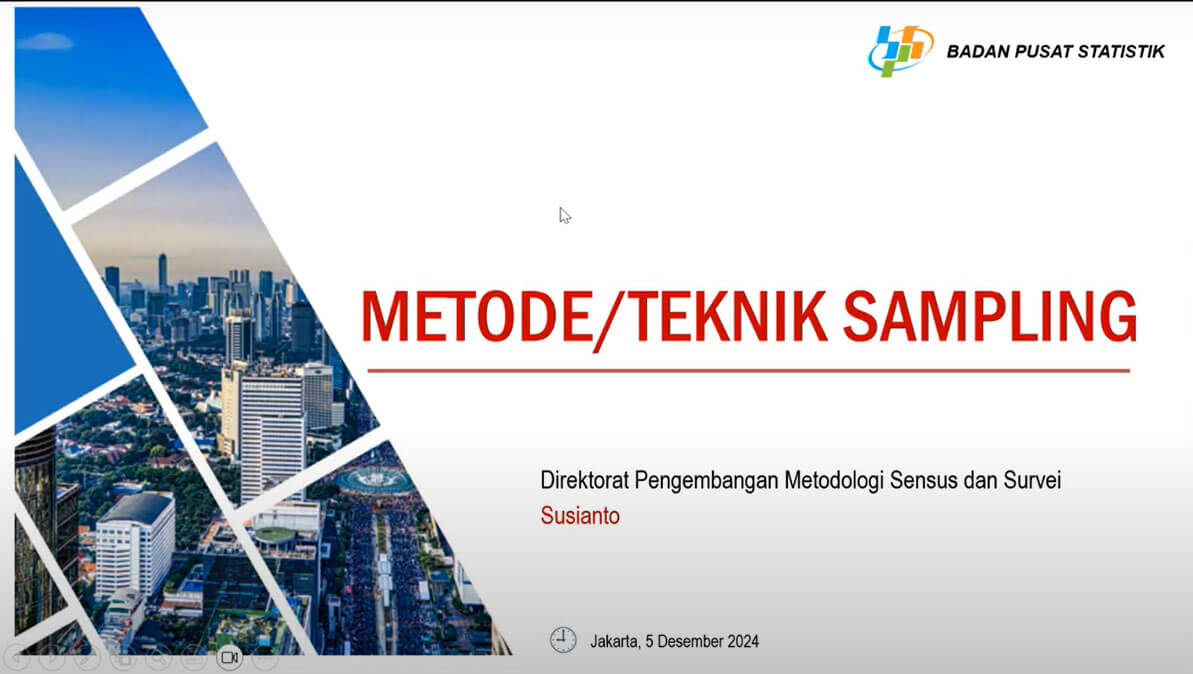 BADAN PUSAT STATISTIK
METODE/TEKNIK SAMPLING
Direktorat Pengembangan Metodologi Sensus dan Survei
Susianto
Jakarta, 5 Desember 2024